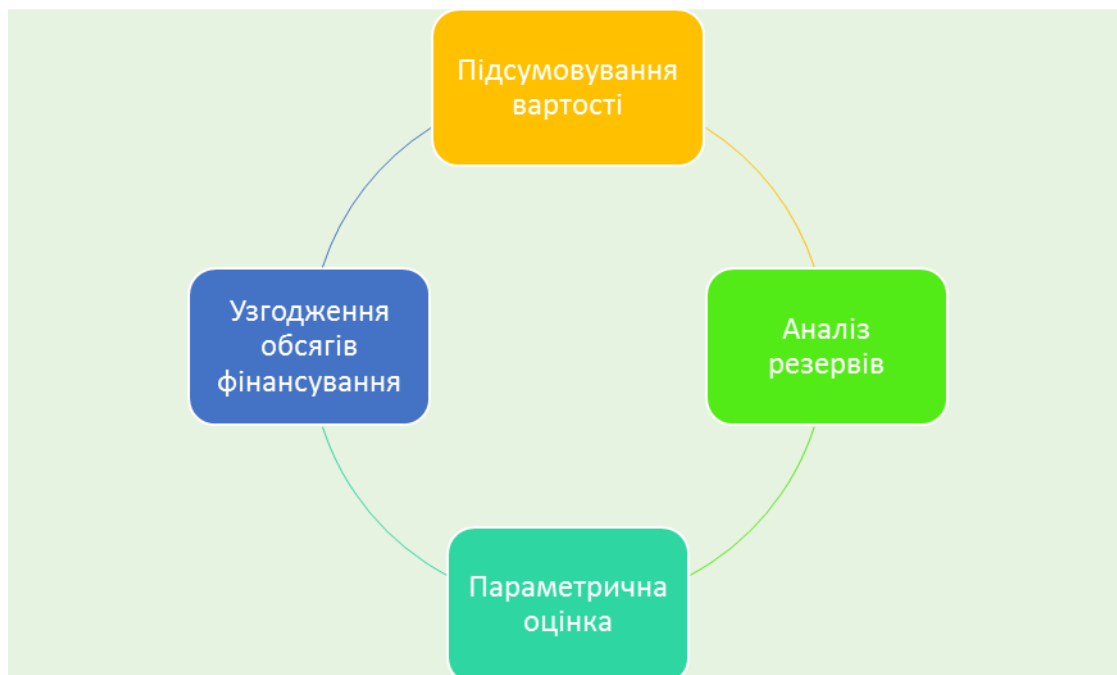 Підсумовування
вартості
Узгодження
обсягів
фінансування
Аналіз
резервів
Параметрична
оцінка